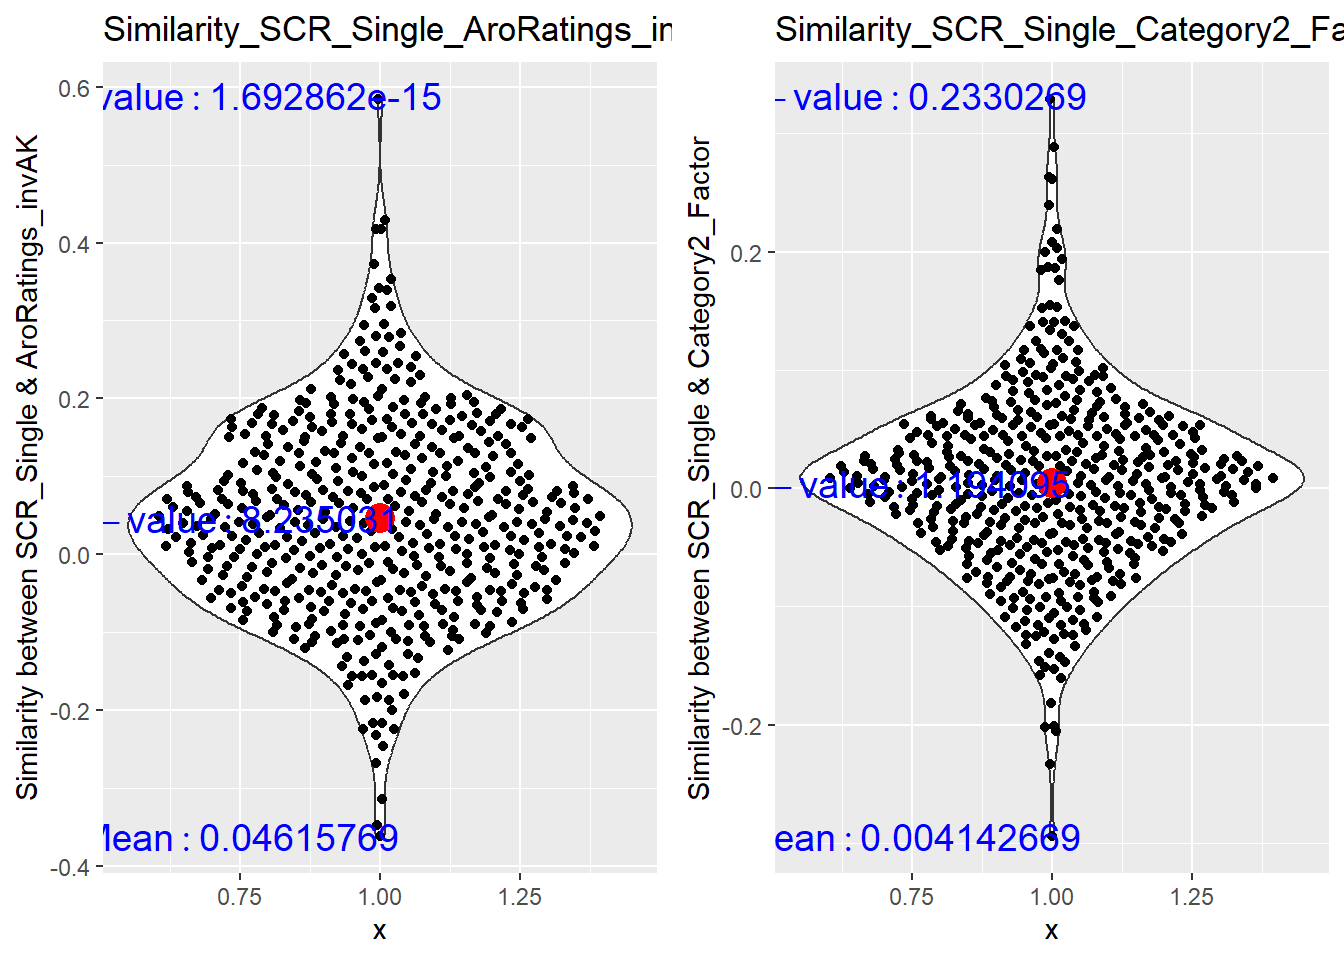 Similarity_SCR_Single_AroRatings_in
Similarity between SCR_Single & AroRatings_invAK
0.6
0.4
0.2
0.0
-0.2
-0.4
value : 1.692862e-15
– value : 8.235031
Mean : 0.04615769
0.75
1.00
1.25
x
Similarity_SCR_Single_Category2_Fa
Similarity between SCR_Single & Category2_Factor
0.2
0.0
-0.2
– value : 0.2330269
– value : 1.194095
ean : 0.004142669
0.75
1.00
1.25
x